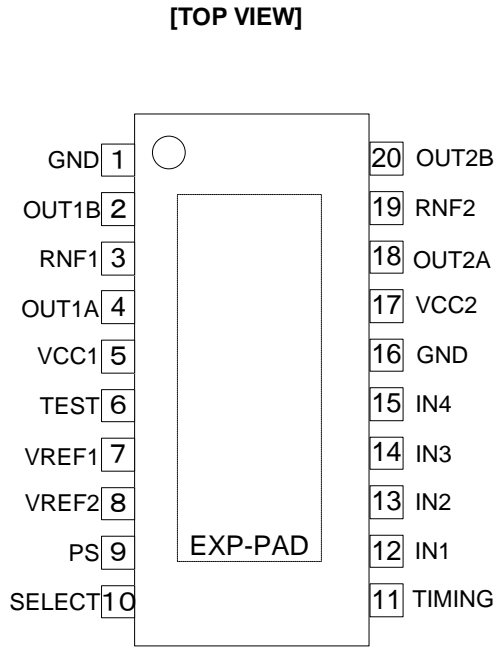 [TOP VIEW]
GND 1 20 OUT2B
OUT1B 2 19 RNF2
RNF1 3 18 OUT2A
OUT1A 4 17 VCC2
VCC1 5 16 GND
TEST 6 15 IN4
VREF1 7 14 IN3
VREF2 8 13 IN2
PS 9 EXP-PAD 12 IN1
SELECT 10 11 TIMING